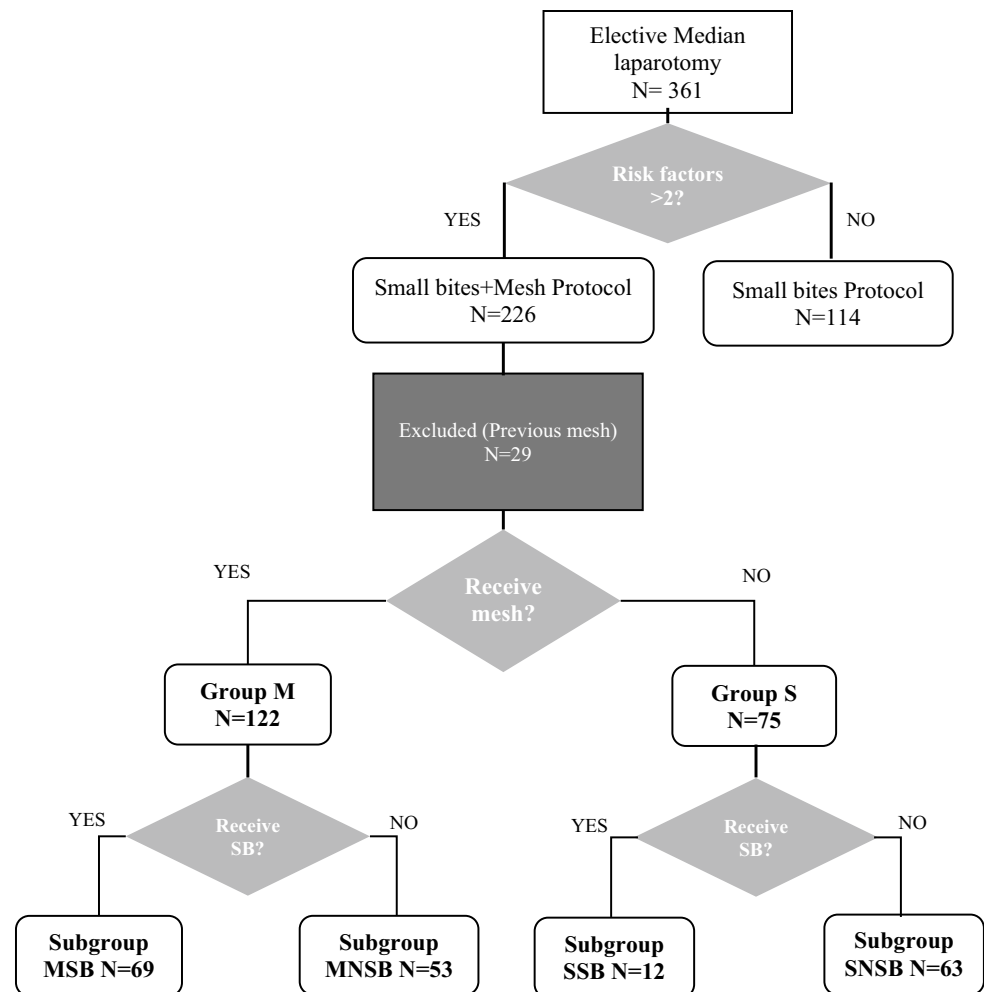 Elective Median
laparotomy
N= 361
Risk factors
>2?
YES
NO
Small bites+Mesh Protocol
N=226
Small bites Protocol
N=114
Excluded (Previous mesh)
N=29
YES
NO
Receive
mesh?
Group M
N=122
Group S
N=75
YES
NO
Receive
SB?
YES
NO
Receive
SB?
Subgroup
MSB N=69
Subgroup
MNSB N=53
Subgroup
SSB N=12
Subgroup
SNSB N=63